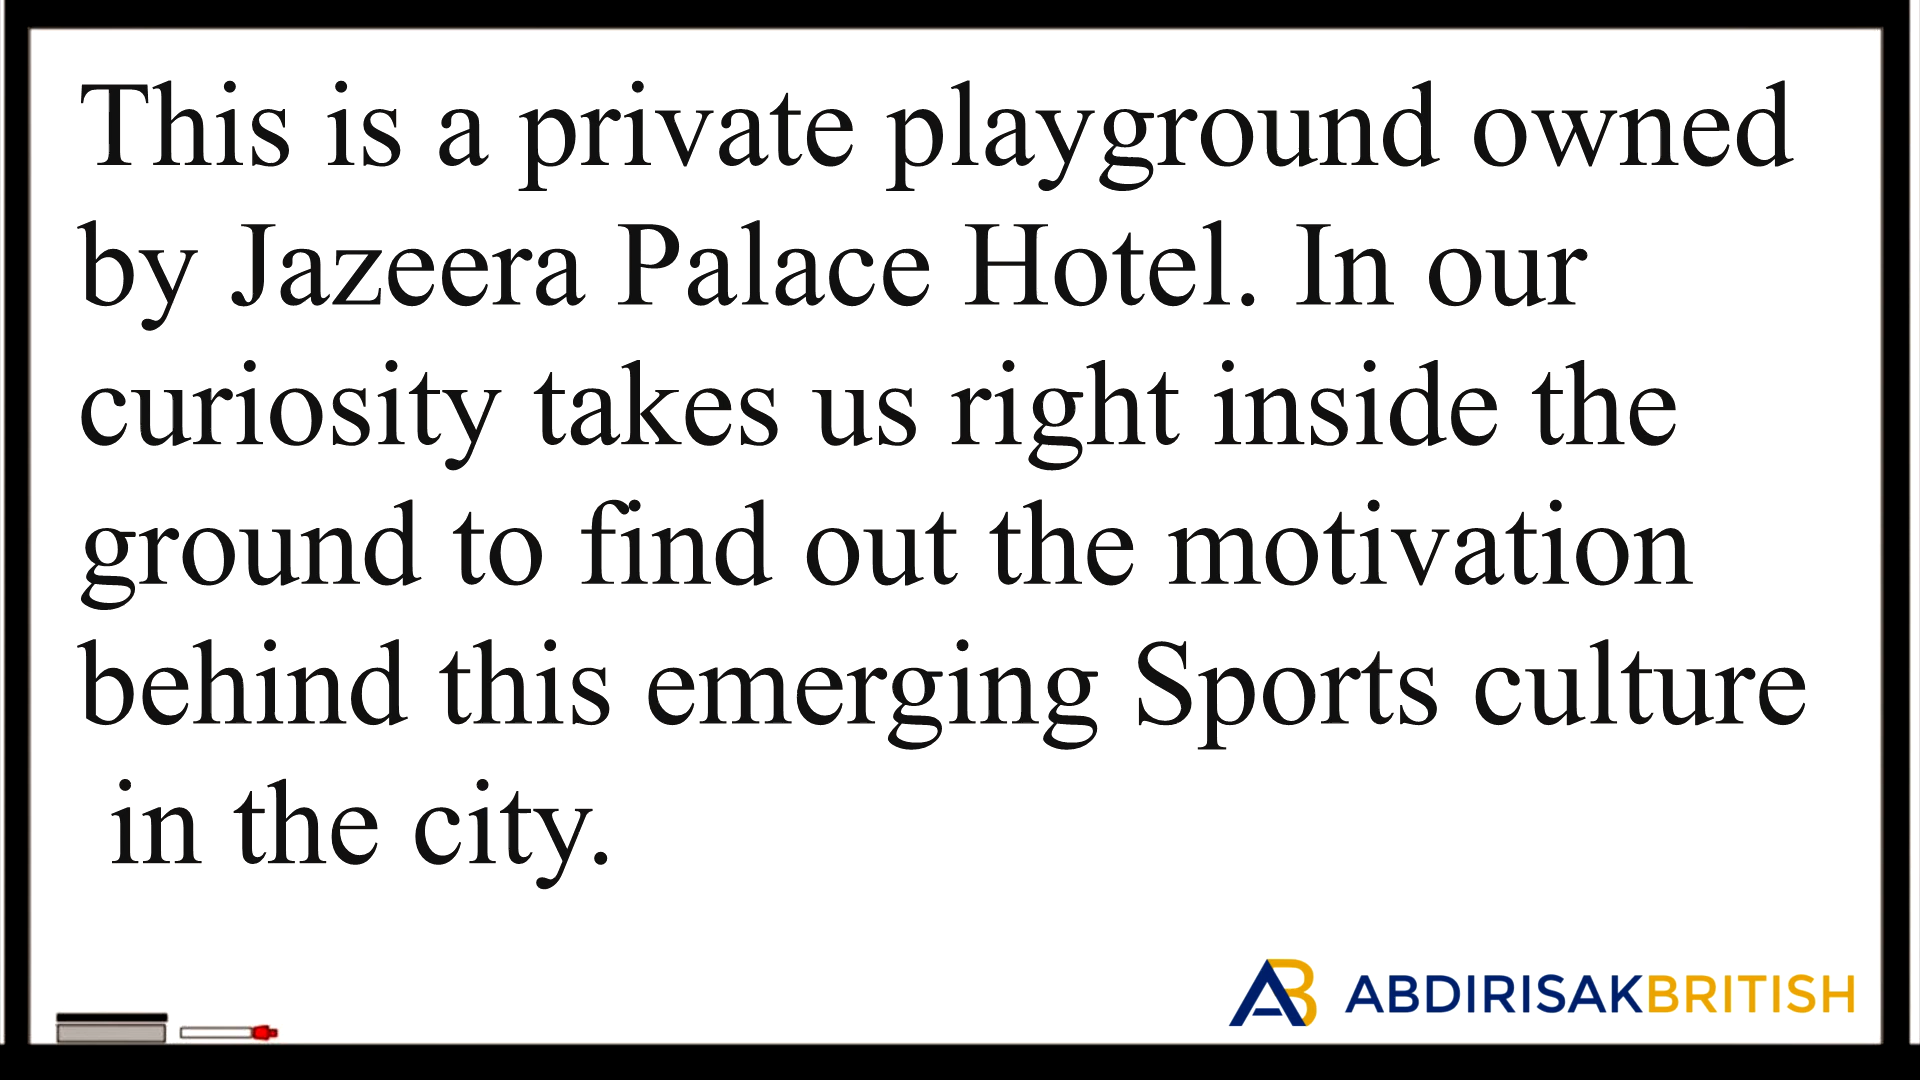 This is a private playground owned
by Jazeera Palace Hotel. In our
curiosity takes us right inside the
ground to find out the motivation
behind this emerging Sports culture
in the city.
AB ABDIRISAKBRITISH